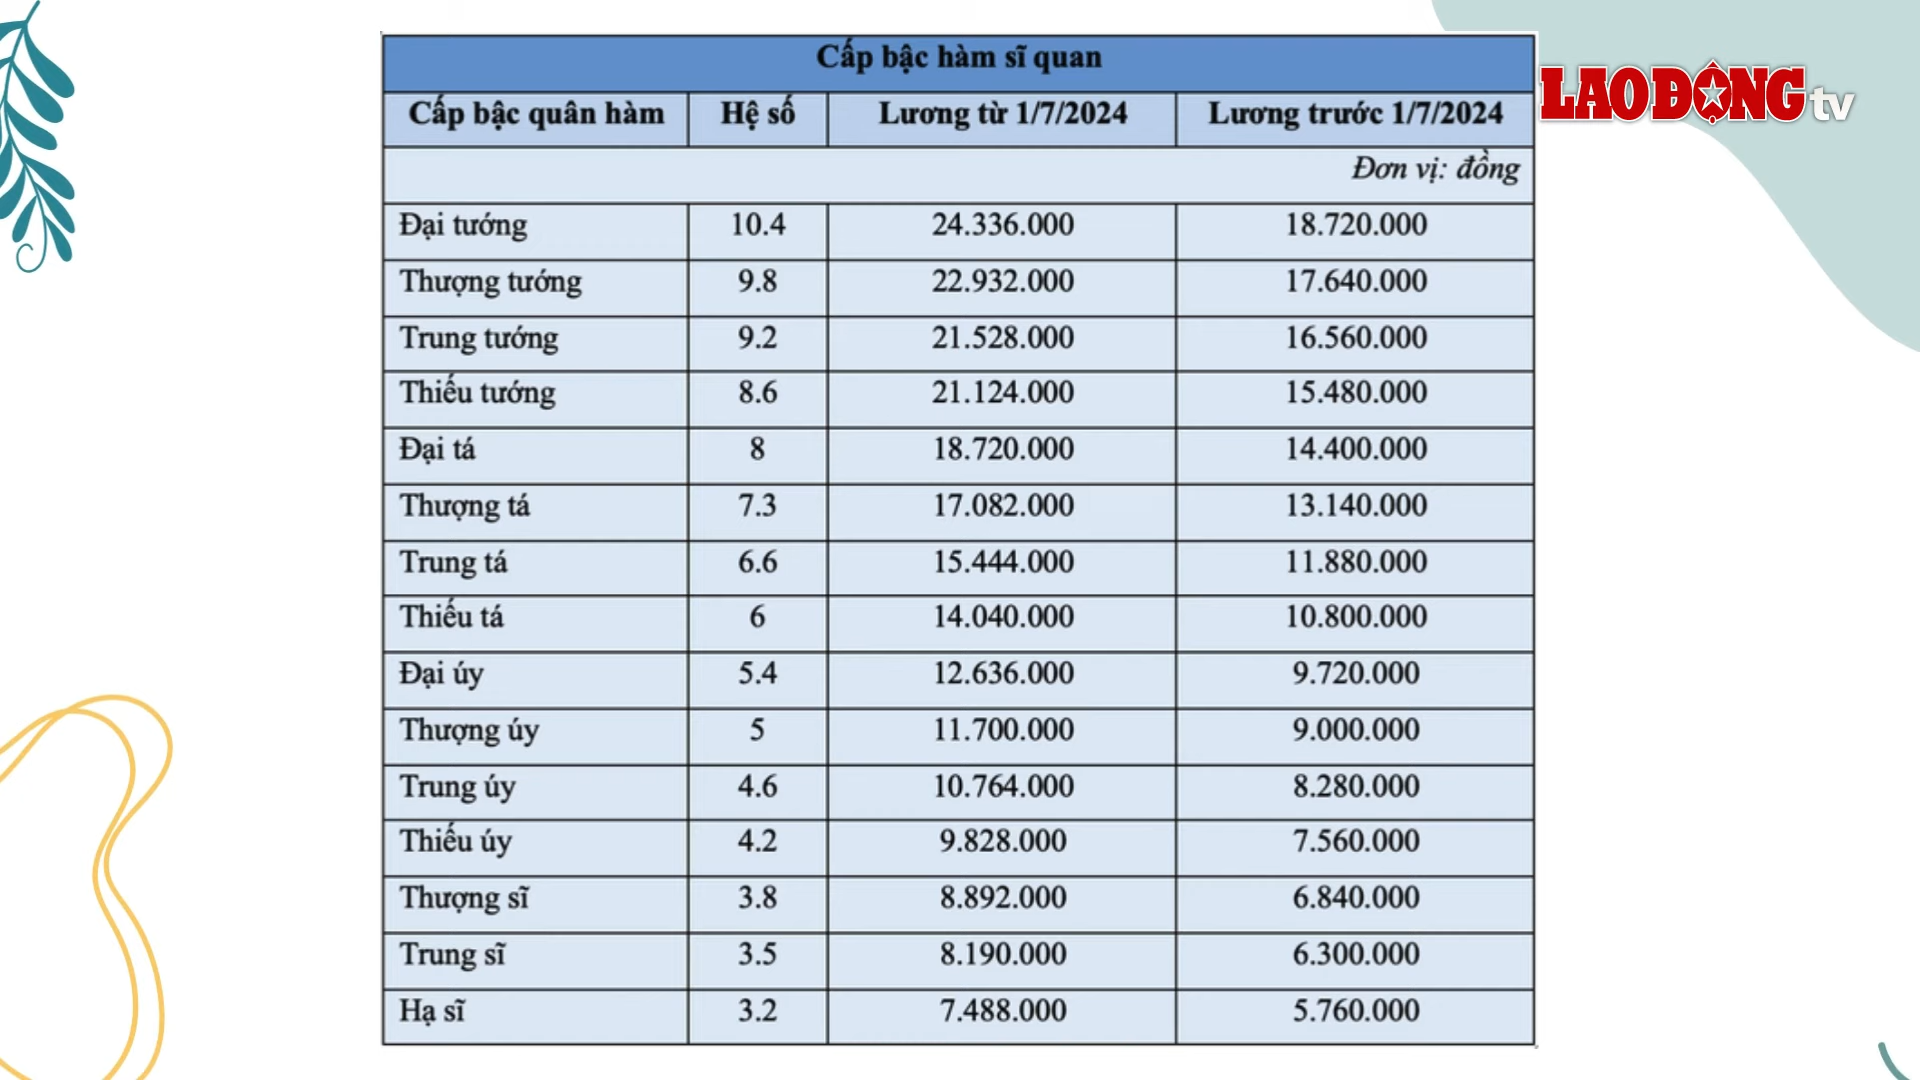 Cấp bậc hàm sĩ quan
LAO ĐỘNG tv
Cấp bậc quân hàm Hệ số Lương từ 1/7/2024 Lương trước 1/7/2024
Đơn vị: đồng
Đại tướng 10.4 24.336.000 18.720.000
Thượng tướng 9.8 22.932.000 17.640.000
Trung tướng 9.2 21.528.000 16.560.000
Thiếu tướng 8.6 21.124.000 15.480.000
Đại tá 8 18.720.000 14.400.000
Thượng tá 7.3 17.082.000 13.140.000
Trung tá 6.6 15.444.000 11.880.000
Thiếu tá 6 14.040.000 10.800.000
Đại úy 5.4 12.636.000 9.720.000
Thượng úy 5 11.700.000 9.000.000
Trung úy 4.6 10.764.000 8.280.000
Thiếu úy 4.2 9.828.000 7.560.000
Thượng sĩ 3.8 8.892.000 6.840.000
Trung sĩ 3.5 8.190.000 6.300.000
Hạ sĩ 3.2 7.488.000 5.760.000